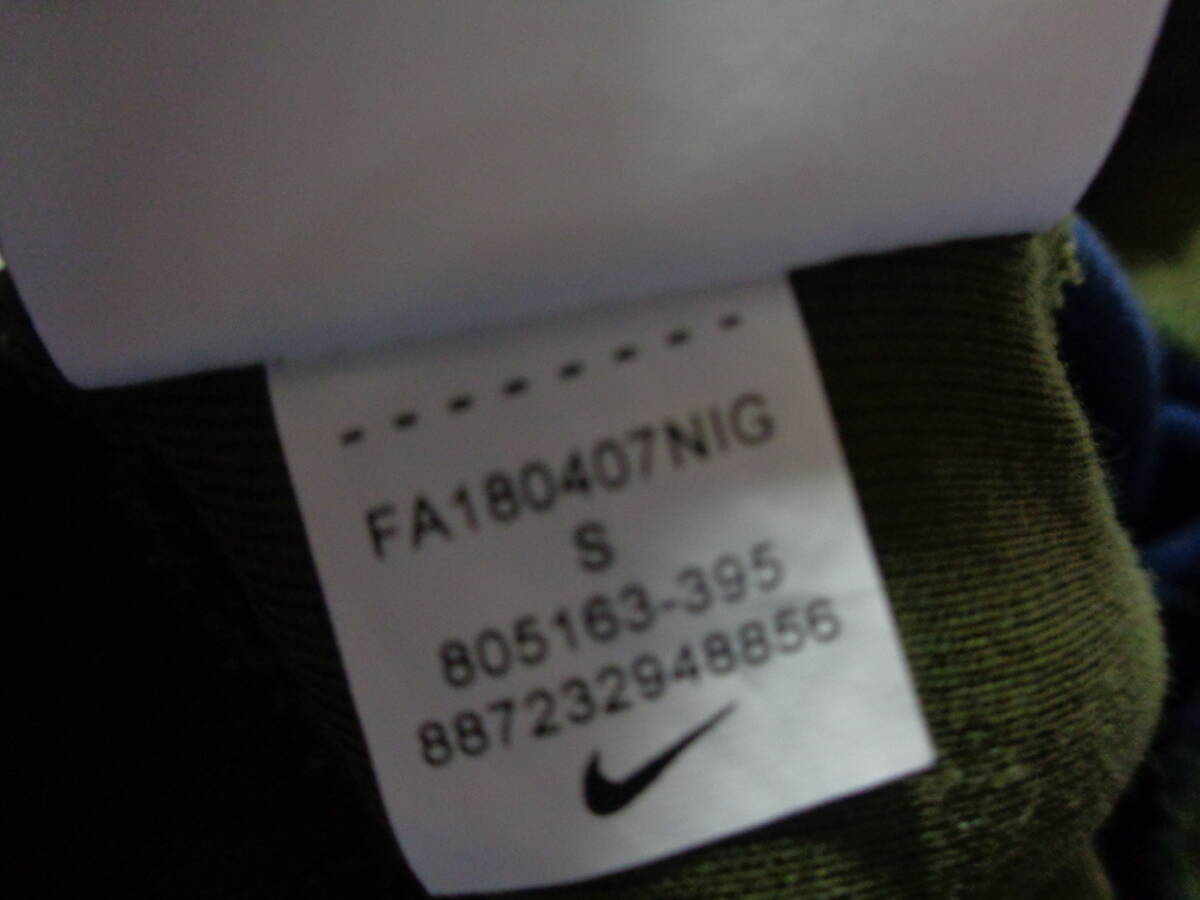 - - - - - - - -
FA180407NIG
S
805163-395
887232948856